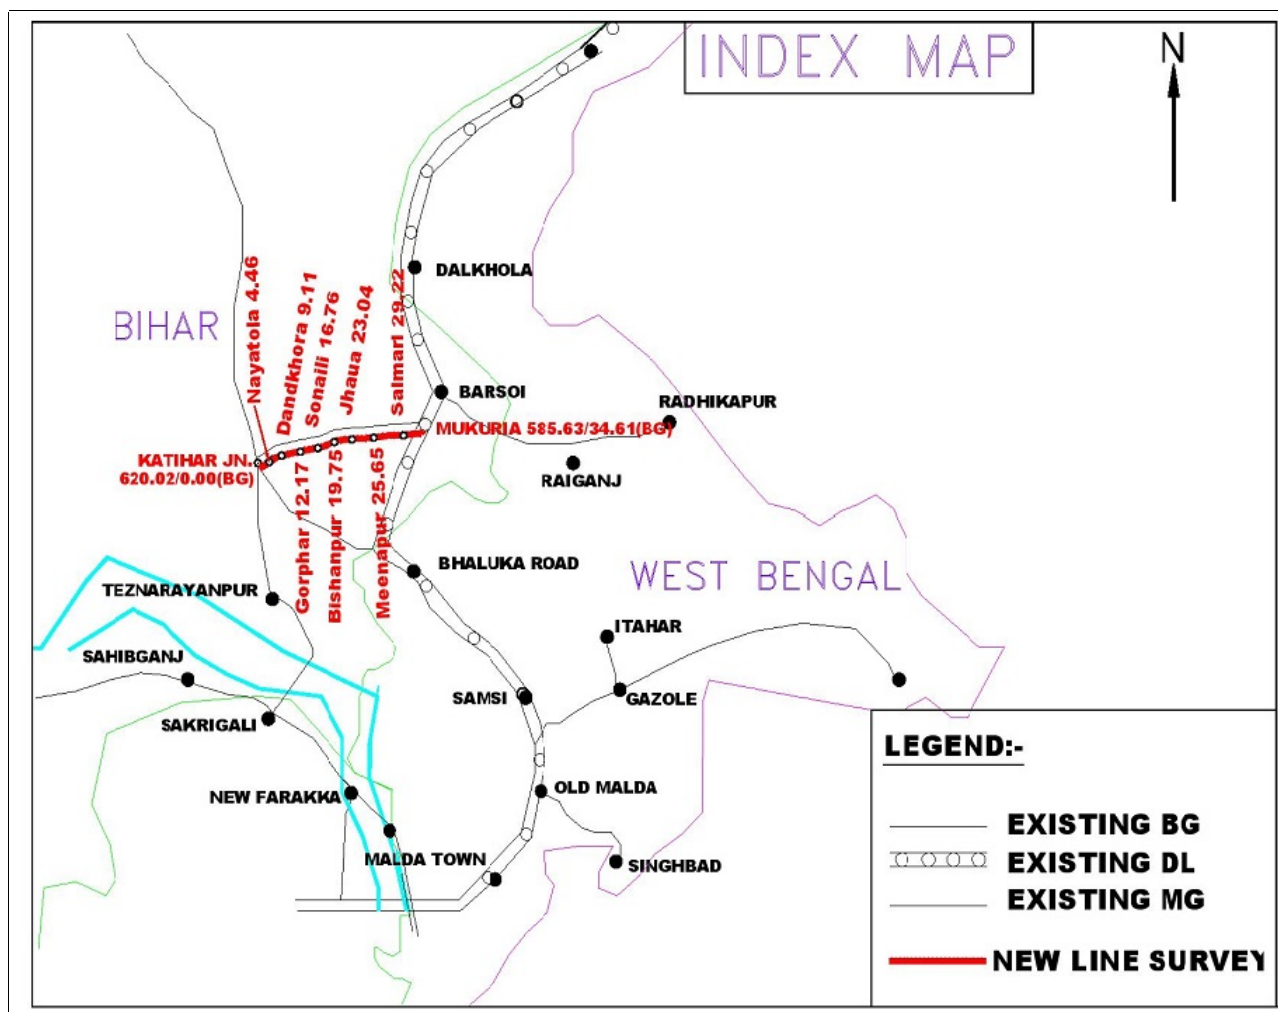 INDEX MAP
N
DALKHOLA
BIHAR
Nayatola 4.46
Dandkhora 9.11
Sonaili 16.76
Jhaua 23.04
Salmari 29.22
BARSOI
RADHIKAPUR
MUKURIA 585.63/34.61(BG)
KATIHAR JN.
620.02/0.00(BG)
RAIGANJ
Gorphar 12.17
Bishanpur 19.75
Meenapur 25.65
BHALUKA ROAD
WEST BENGAL
TEZNARAYANPUR
ITAHAR
SAHIBGANJ
SAMSI
GAZOLE
SAKRIGALI
NEW FARAKKA
OLD MALDA
MALDA TOWN
SINGHBAD
LEGEND:-
EXISTING BG
EXISTING DL
EXISTING MG
NEW LINE SURVEY